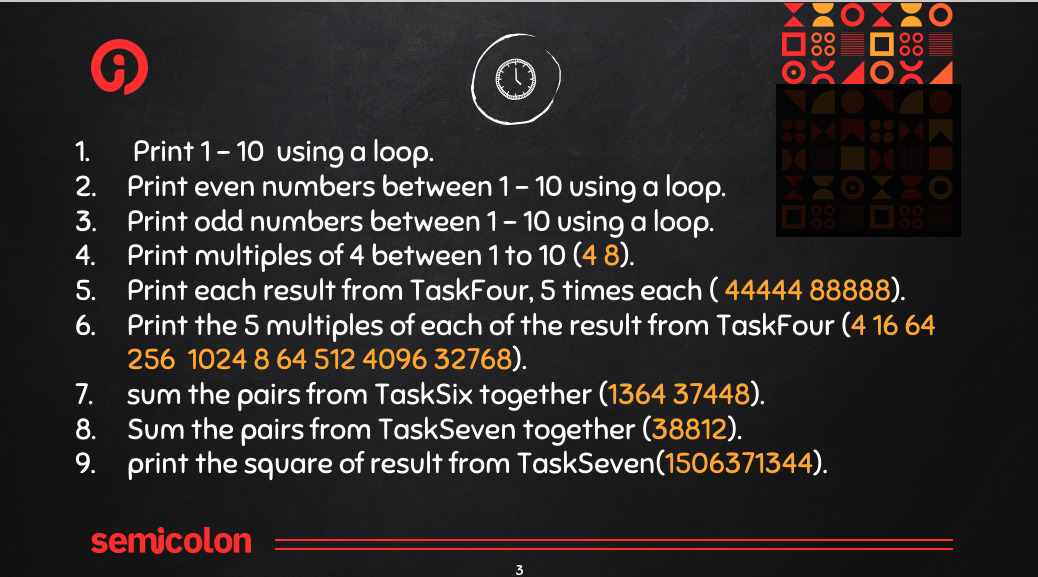 1. Print 1 – 10 using a loop.
2. Print even numbers between 1 – 10 using a loop.
3. Print odd numbers between 1 – 10 using a loop.
4. Print multiples of 4 between 1 to 10 (4 8).
5. Print each result from TaskFour, 5 times each ( 44444 88888).
6. Print the 5 multiples of each of the result from TaskFour (4 16 64
256 1024 8 64 512 4096 32768).
7. sum the pairs from TaskSix together (1364 37448).
8. Sum the pairs from TaskSeven together (38812).
9. print the square of result from TaskSeven(1506371344).
semicolon
3